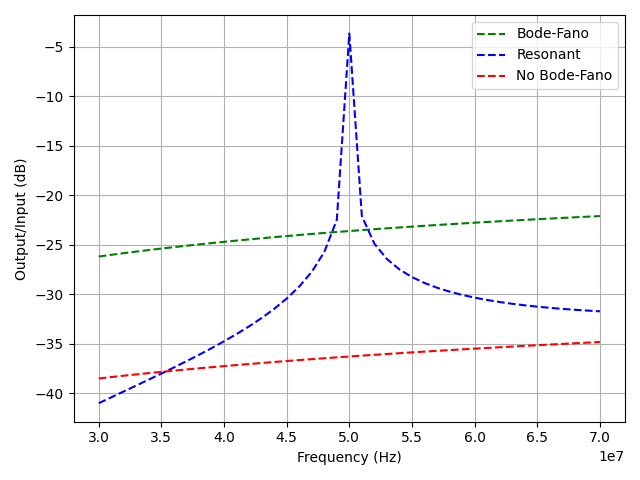 Bode-Fano
Resonant
No Bode-Fano
Output/Input (dB)
−5
−10
−15
−20
−25
−30
−35
−40
3.0 3.5 4.0 4.5 5.0 5.5 6.0 6.5 7.0
1e7
Frequency (Hz)